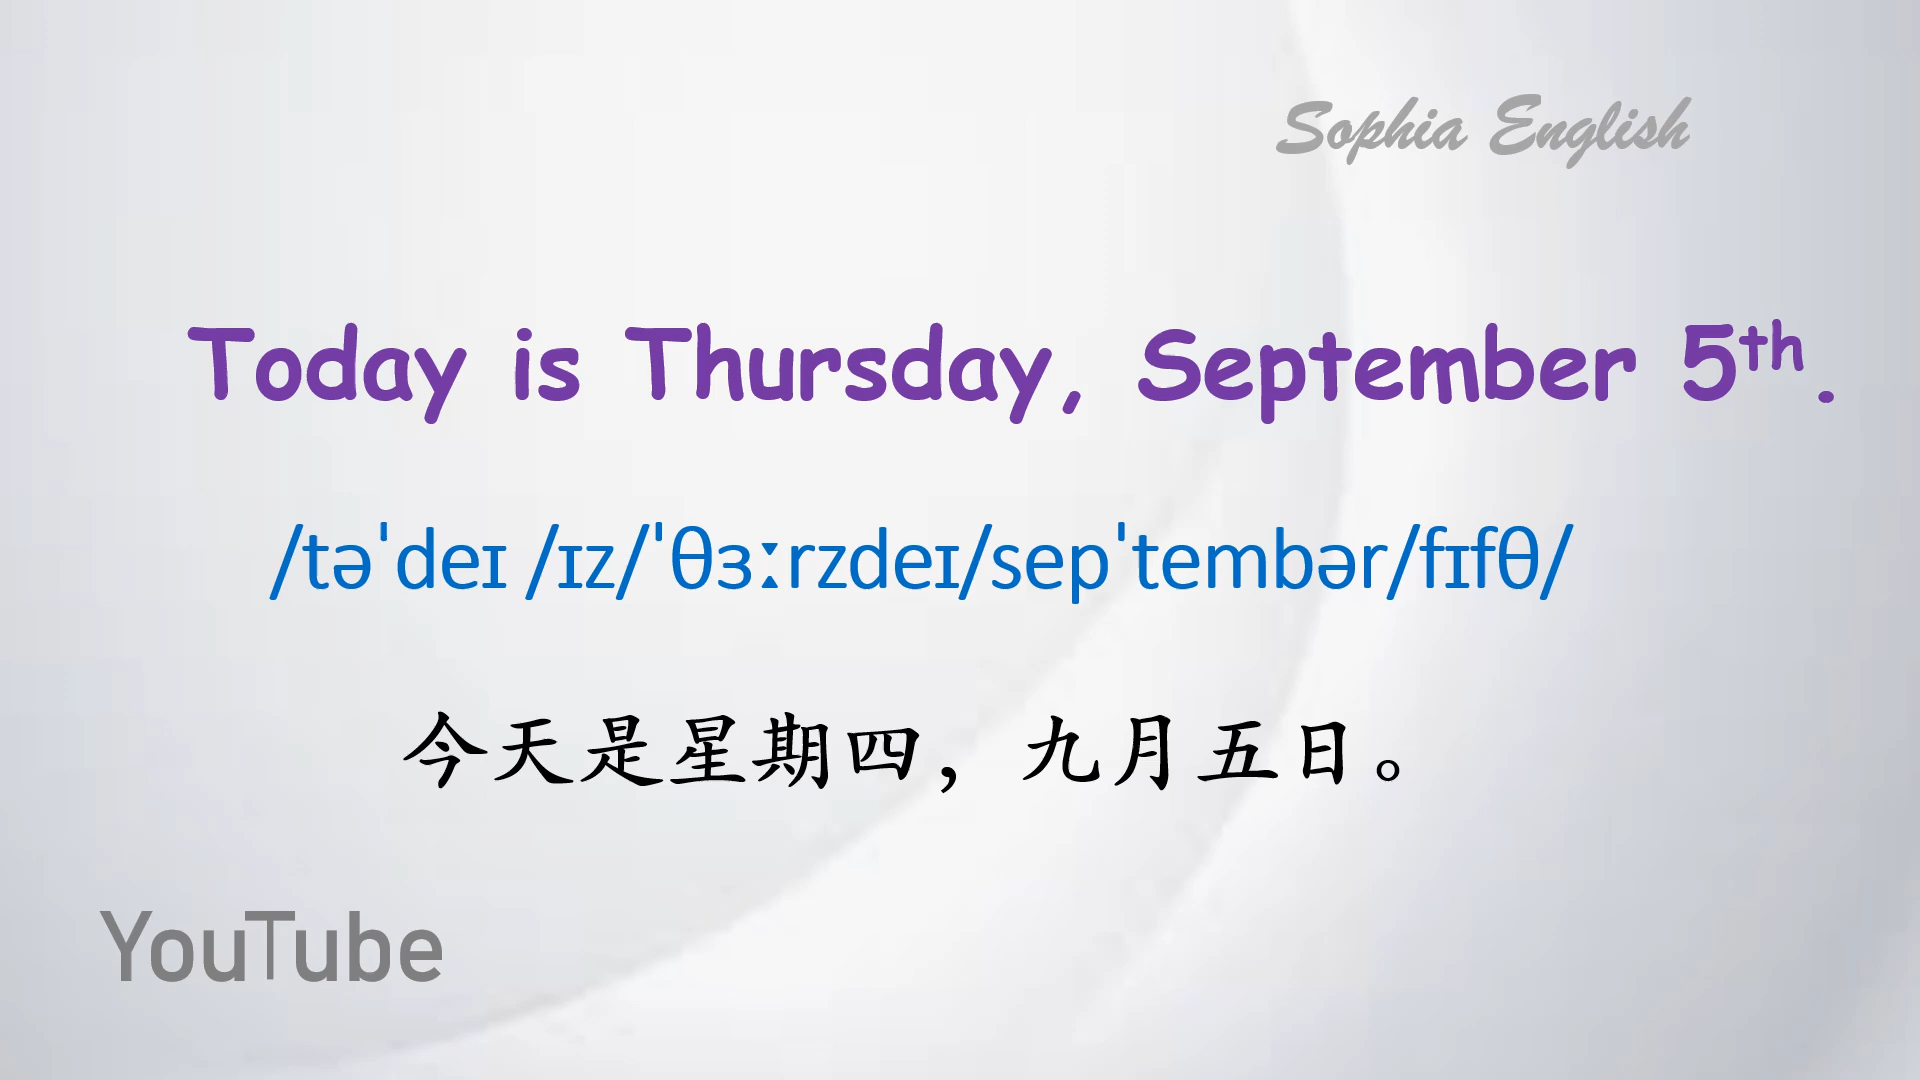 Sophia English
Today is Thursday, September 5th.
/təˈdeɪ /ɪz/ˈθɜːrzdeɪ/sepˈtembər/fɪfθ/
今天是星期四，九月五日。
YouTube